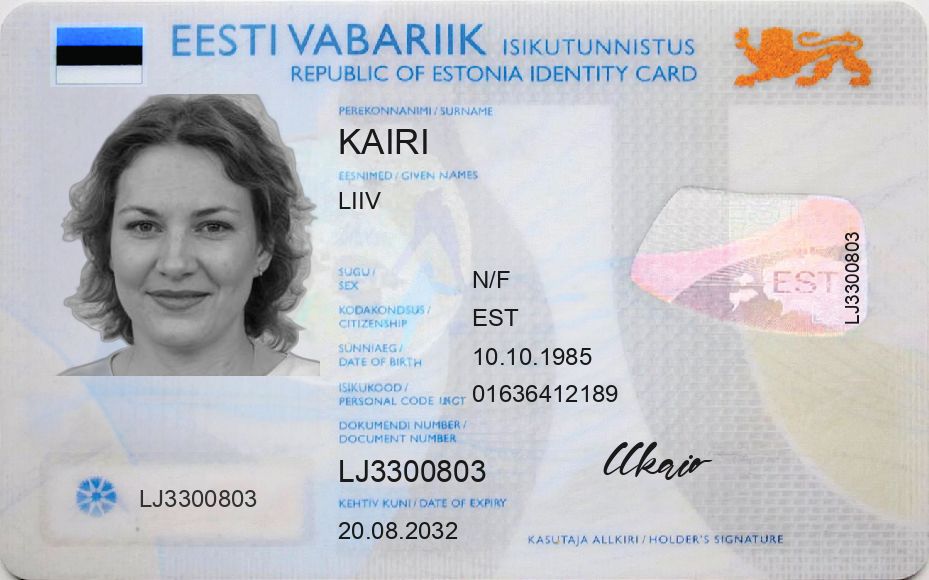 EESTI VABARIIK ISIKUTUNNISTUS
REPUBLIC OF ESTONIA IDENTITY CARD
PEREKONNANIMI / SURNAME
KAIRI
EESNIMED / GIVEN NAMES
LIIV
SUGU / SEX
N/F
KODAKONDSUS / CITIZENSHIP
EST
SÜNNIAEG / DATE OF BIRTH
10.10.1985
ISIKUKOOD / PERSONAL CODE
01636412189
DOKUMENDI NUMBER / DOCUMENT NUMBER
LJ3300803
KEHTIV KUNI / DATE OF EXPIRY
20.08.2032
LJ3300803
EST
LJ3300803
KASUTAJA ALLKIRI / HOLDER'S SIGNATURE